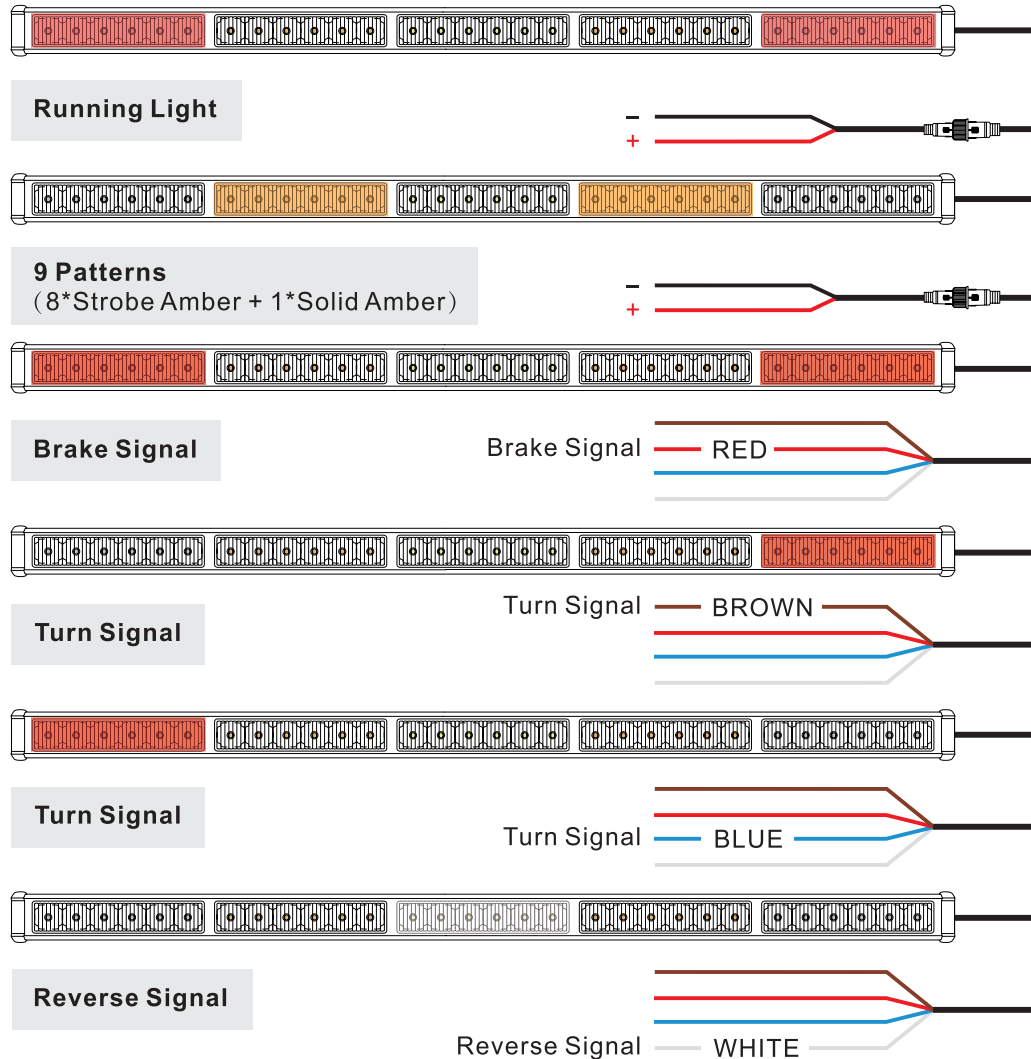 Running Light
−
+
9 Patterns
（8*Strobe Amber + 1*Solid Amber）
−
+
Brake Signal
Brake Signal
RED
Turn Signal
Turn Signal
BROWN
Turn Signal
Turn Signal
BLUE
Reverse Signal
Reverse Signal
WHITE